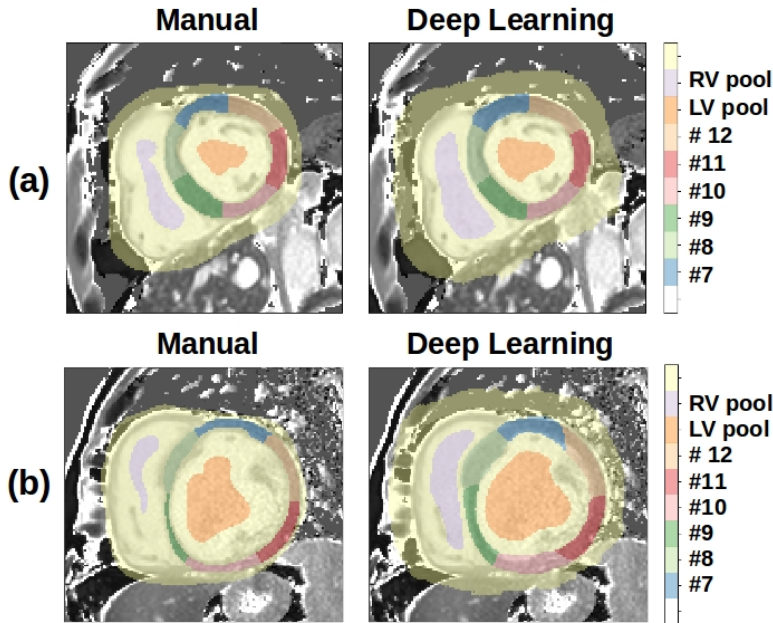 Manual
Deep Learning
(a)
RV pool
LV pool
# 12
#11
#10
#9
#8
#7
Manual
Deep Learning
(b)
RV pool
LV pool
# 12
#11
#10
#9
#8
#7